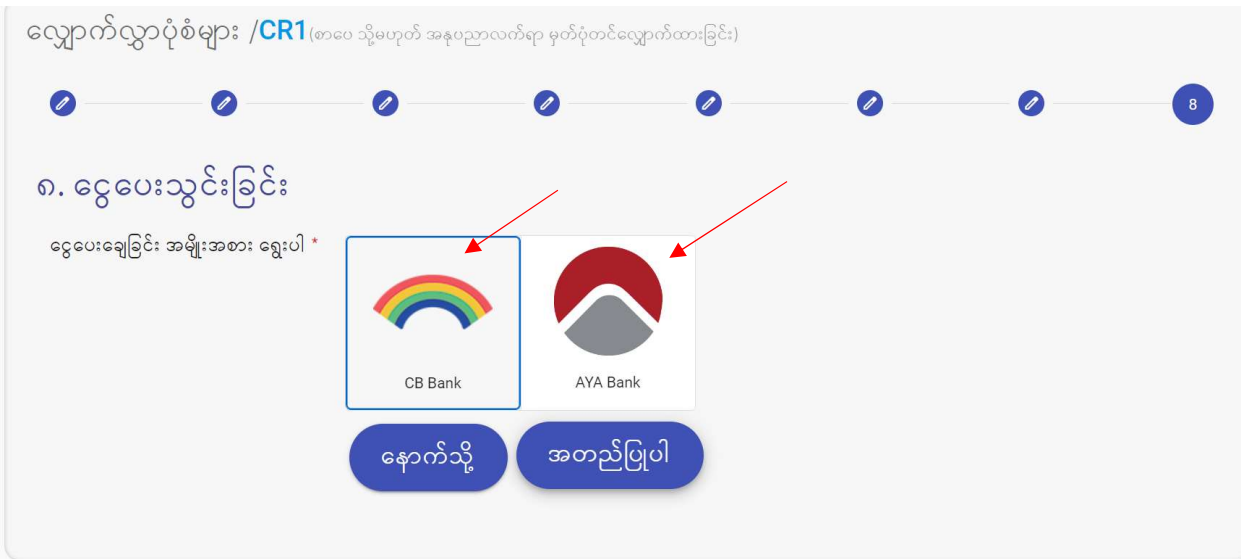 လျှောက်လွှာပုံစံများ /CR1 (စာပေ သို့မဟုတ် အနုပညာလက်ရာ မှတ်ပုံတင်လျှောက်ထားခြင်း)
8
၈. ငွေပေးသွင်းခြင်း
ငွေပေးချေခြင်း အမျိုးအစား ရွေးပါ *
CB Bank
AYA Bank
နောက်သို့
အတည်ပြုပါ